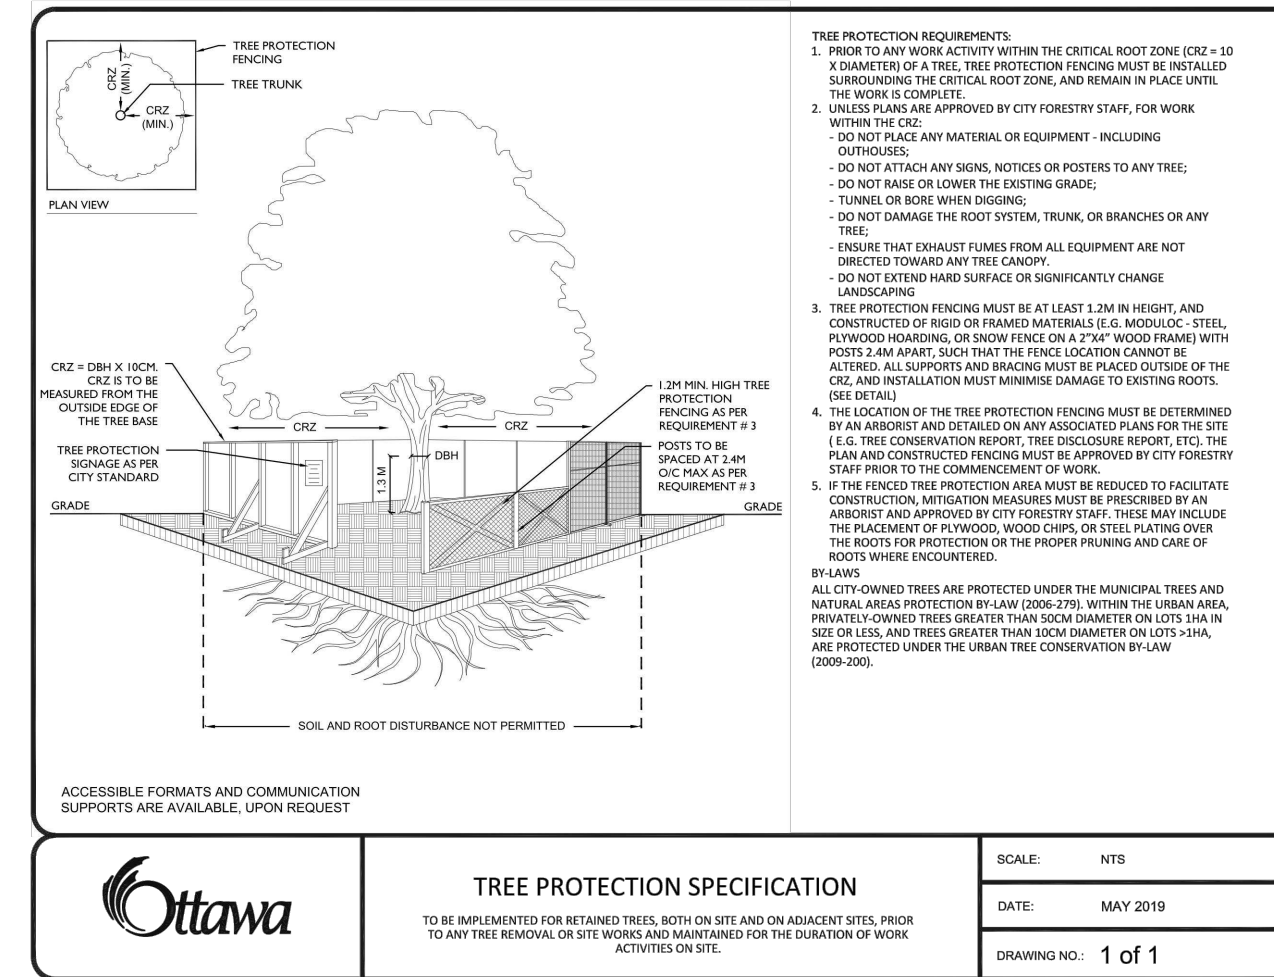 TREE PROTECTION
FENCING
TREE TRUNK
CRZ
(MIN.)
CRZ
(MIN.)
PLAN VIEW
CRZ = DBH X 10CM.
CRZ IS TO BE
MEASURED FROM THE
OUTSIDE EDGE OF
THE TREE BASE
TREE PROTECTION
SIGNAGE AS PER
CITY STANDARD
GRADE
CRZ
CRZ
DBH
1.3 M
1.2M MIN. HIGH TREE
PROTECTION
FENCING AS PER
REQUIREMENT # 3
POSTS TO BE
SPACED AT 2.4M
O/C MAX AS PER
REQUIREMENT # 3
GRADE
SOIL AND ROOT DISTURBANCE NOT PERMITTED
ACCESSIBLE FORMATS AND COMMUNICATION
SUPPORTS ARE AVAILABLE, UPON REQUEST
TREE PROTECTION REQUIREMENTS:
1. PRIOR TO ANY WORK ACTIVITY WITHIN THE CRITICAL ROOT ZONE (CRZ = 10
X DIAMETER) OF A TREE, TREE PROTECTION FENCING MUST BE INSTALLED
SURROUNDING THE CRITICAL ROOT ZONE, AND REMAIN IN PLACE UNTIL
THE WORK IS COMPLETE.
2. UNLESS PLANS ARE APPROVED BY CITY FORESTRY STAFF, FOR WORK
WITHIN THE CRZ:
- DO NOT PLACE ANY MATERIAL OR EQUIPMENT - INCLUDING
OUTHOUSES;
- DO NOT ATTACH ANY SIGNS, NOTICES OR POSTERS TO ANY TREE;
- DO NOT RAISE OR LOWER THE EXISTING GRADE;
- TUNNEL OR BORE WHEN DIGGING;
- DO NOT DAMAGE THE ROOT SYSTEM, TRUNK, OR BRANCHES OR ANY
TREE;
- ENSURE THAT EXHAUST FUMES FROM ALL EQUIPMENT ARE NOT
DIRECTED TOWARD ANY TREE CANOPY.
- DO NOT EXTEND HARD SURFACE OR SIGNIFICANTLY CHANGE
LANDSCAPING
3. TREE PROTECTION FENCING MUST BE AT LEAST 1.2M IN HEIGHT, AND
CONSTRUCTED OF RIGID OR FRAMED MATERIALS (E.G. MODULOC - STEEL,
PLYWOOD HOARDING, OR SNOW FENCE ON A 2"X4" WOOD FRAME) WITH
POSTS 2.4M APART, SUCH THAT THE FENCE LOCATION CANNOT BE
ALTERED. ALL SUPPORTS AND BRACING MUST BE PLACED OUTSIDE OF THE
CRZ, AND INSTALLATION MUST MINIMISE DAMAGE TO EXISTING ROOTS.
(SEE DETAIL)
4. THE LOCATION OF THE TREE PROTECTION FENCING MUST BE DETERMINED
BY AN ARBORIST AND DETAILED ON ANY ASSOCIATED PLANS FOR THE SITE
( E.G. TREE CONSERVATION REPORT, TREE DISCLOSURE REPORT, ETC). THE
PLAN AND CONSTRUCTED FENCING MUST BE APPROVED BY CITY FORESTRY
STAFF PRIOR TO THE COMMENCEMENT OF WORK.
5. IF THE FENCED TREE PROTECTION AREA MUST BE REDUCED TO FACILITATE
CONSTRUCTION, MITIGATION MEASURES MUST BE PRESCRIBED BY AN
ARBORIST AND APPROVED BY CITY FORESTRY STAFF. THESE MAY INCLUDE
THE PLACEMENT OF PLYWOOD, WOOD CHIPS, OR STEEL PLATING OVER
THE ROOTS FOR PROTECTION OR THE PROPER PRUNING AND CARE OF
ROOTS WHERE ENCOUNTERED.
BY-LAWS
ALL CITY-OWNED TREES ARE PROTECTED UNDER THE MUNICIPAL TREES AND
NATURAL AREAS PROTECTION BY-LAW (2006-279). WITHIN THE URBAN AREA,
PRIVATELY-OWNED TREES GREATER THAN 50CM DIAMETER ON LOTS 1HA IN
SIZE OR LESS, AND TREES GREATER THAN 10CM DIAMETER ON LOTS >1HA,
ARE PROTECTED UNDER THE URBAN TREE CONSERVATION BY-LAW
(2009-200).
Ottawa
TREE PROTECTION SPECIFICATION
TO BE IMPLEMENTED FOR RETAINED TREES, BOTH ON SITE AND ON ADJACENT SITES, PRIOR
TO ANY TREE REMOVAL OR SITE WORKS AND MAINTAINED FOR THE DURATION OF WORK
ACTIVITIES ON SITE.
SCALE: NTS
DATE: MAY 2019
DRAWING NO.: 1 of 1